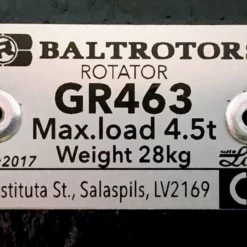 BALTROTORS
ROTATOR
GR463
Max.load 4.5t
Weight 28kg
2017
stituta St., Salaspils, LV2169